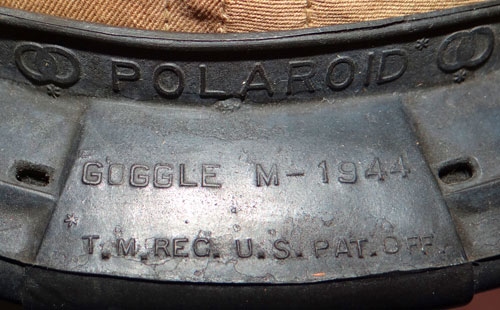 POLAROID*
GOGGLE M-1944
*T.M.REG. U.S. PAT. OFF.